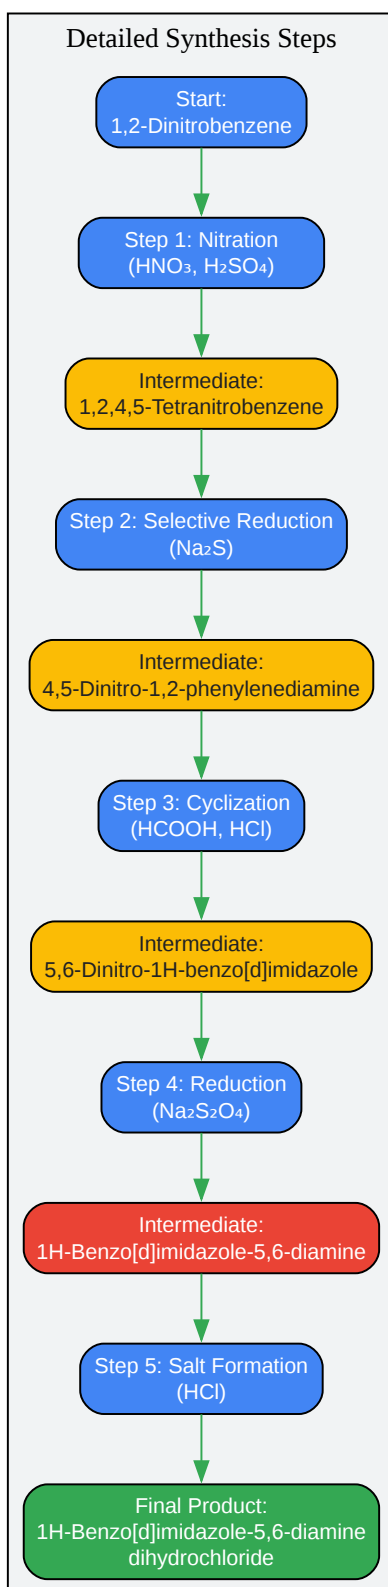 Detailed Synthesis Steps
Start:
1,2-Dinitrobenzene
Step 1: Nitration
(HNO₃, H₂SO₄)
Intermediate:
1,2,4,5-Tetranitrobenzene
Step 2: Selective Reduction
(Na₂S)
Intermediate:
4,5-Dinitro-1,2-phenylenediamine
Step 3: Cyclization
(HCOOH, HCl)
Intermediate:
5,6-Dinitro-1H-benzo[d]imidazole
Step 4: Reduction
(Na₂S₂O₄)
Intermediate:
1H-Benzo[d]imidazole-5,6-diamine
Step 5: Salt Formation
(HCl)
Final Product:
1H-Benzo[d]imidazole-5,6-diamine
dihydrochloride